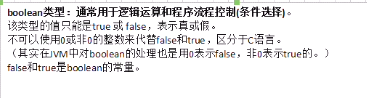 boolean类型：通常用于逻辑运算和程序流程控制(条件选择)。
该类型的值只能是true或false，表示真或假。
不可以使用0或非0的整数来代替false和true，区分于C语言。
（其实在JVM中对boolean的处理也是用0表示false，非0表示true的。）
false和true是boolean的常量。